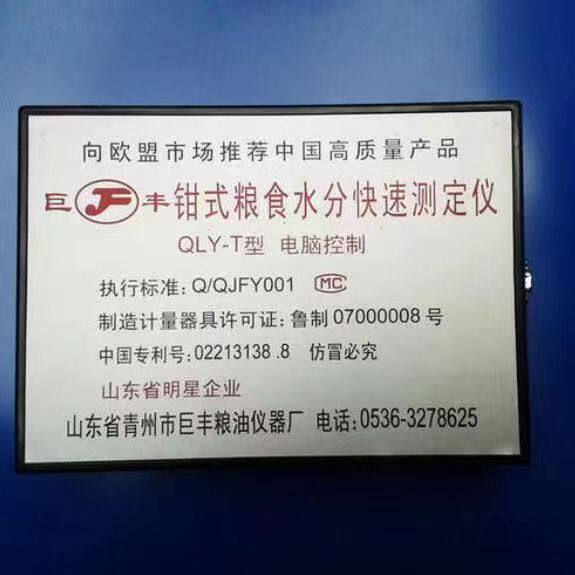 向欧盟市场推荐中国高质量产品
巨 JF 丰 钳式粮食水分快速测定仪
QLY-T型 电脑控制
执行标准: Q/QJFY001 MC
制造计量器具许可证: 鲁制 07000008 号
中国专利号: 02213138 .8 仿冒必究
山东省明星企业
山东省青州市巨丰粮油仪器厂 电话: 0536-3278625